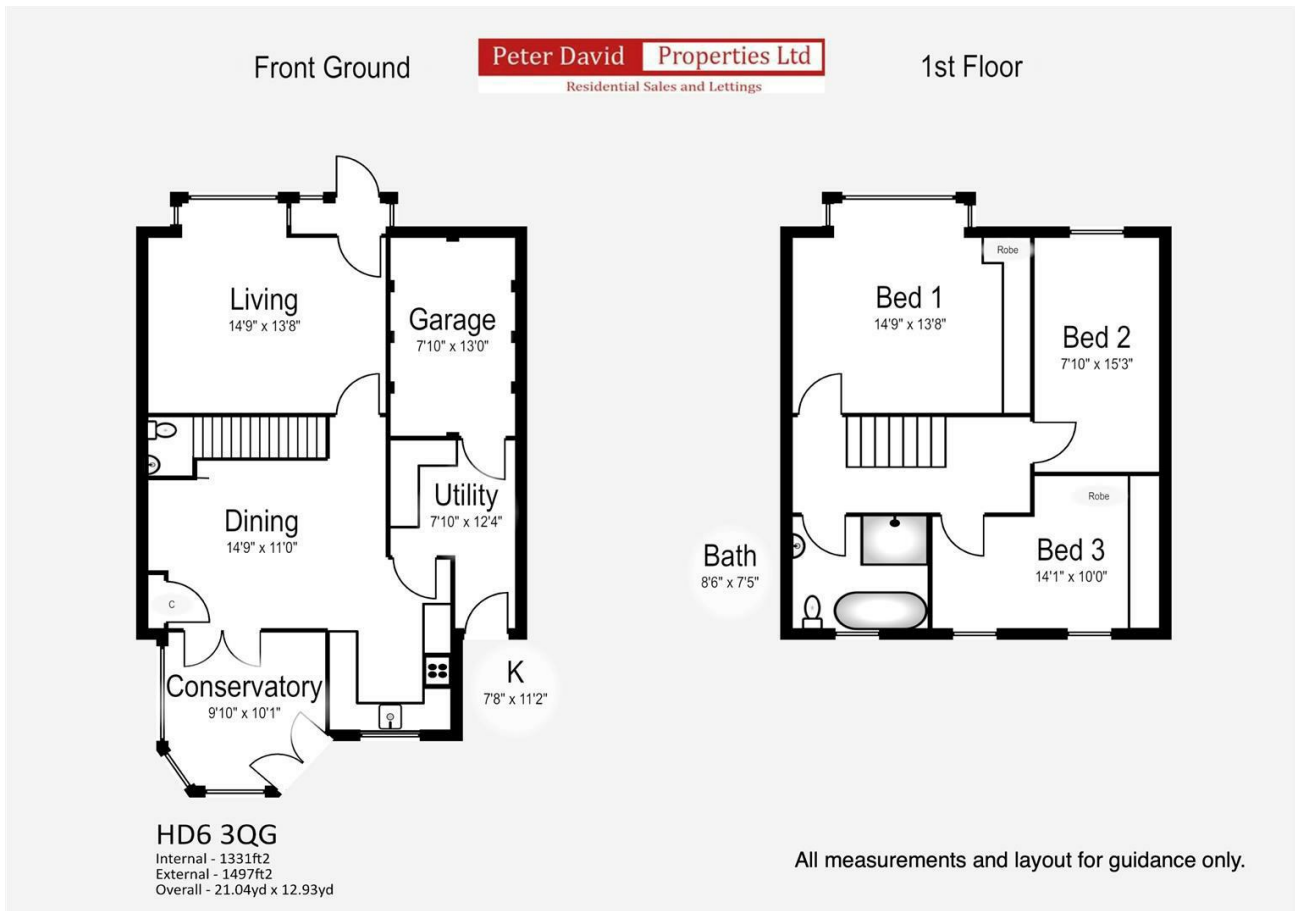 Front Ground
Peter David Properties Ltd
Residential Sales and Lettings
1st Floor
Living
14'9" x 13'8"
Garage
7'10" x 13'0"
Utility
7'10" x 12'4"
Dining
14'9" x 11'0"
C
Conservatory
9'10" x 10'1"
K
7'8" x 11'2"
Robe
Bed 1
14'9" x 13'8"
Bed 2
7'10" x 15'3"
Robe
Bed 3
14'1" x 10'0"
Bath
8'6" x 7'5"
HD6 3QG
Internal - 1331ft2
External - 1497ft2
Overall - 21.04yd x 12.93yd
All measurements and layout for guidance only.